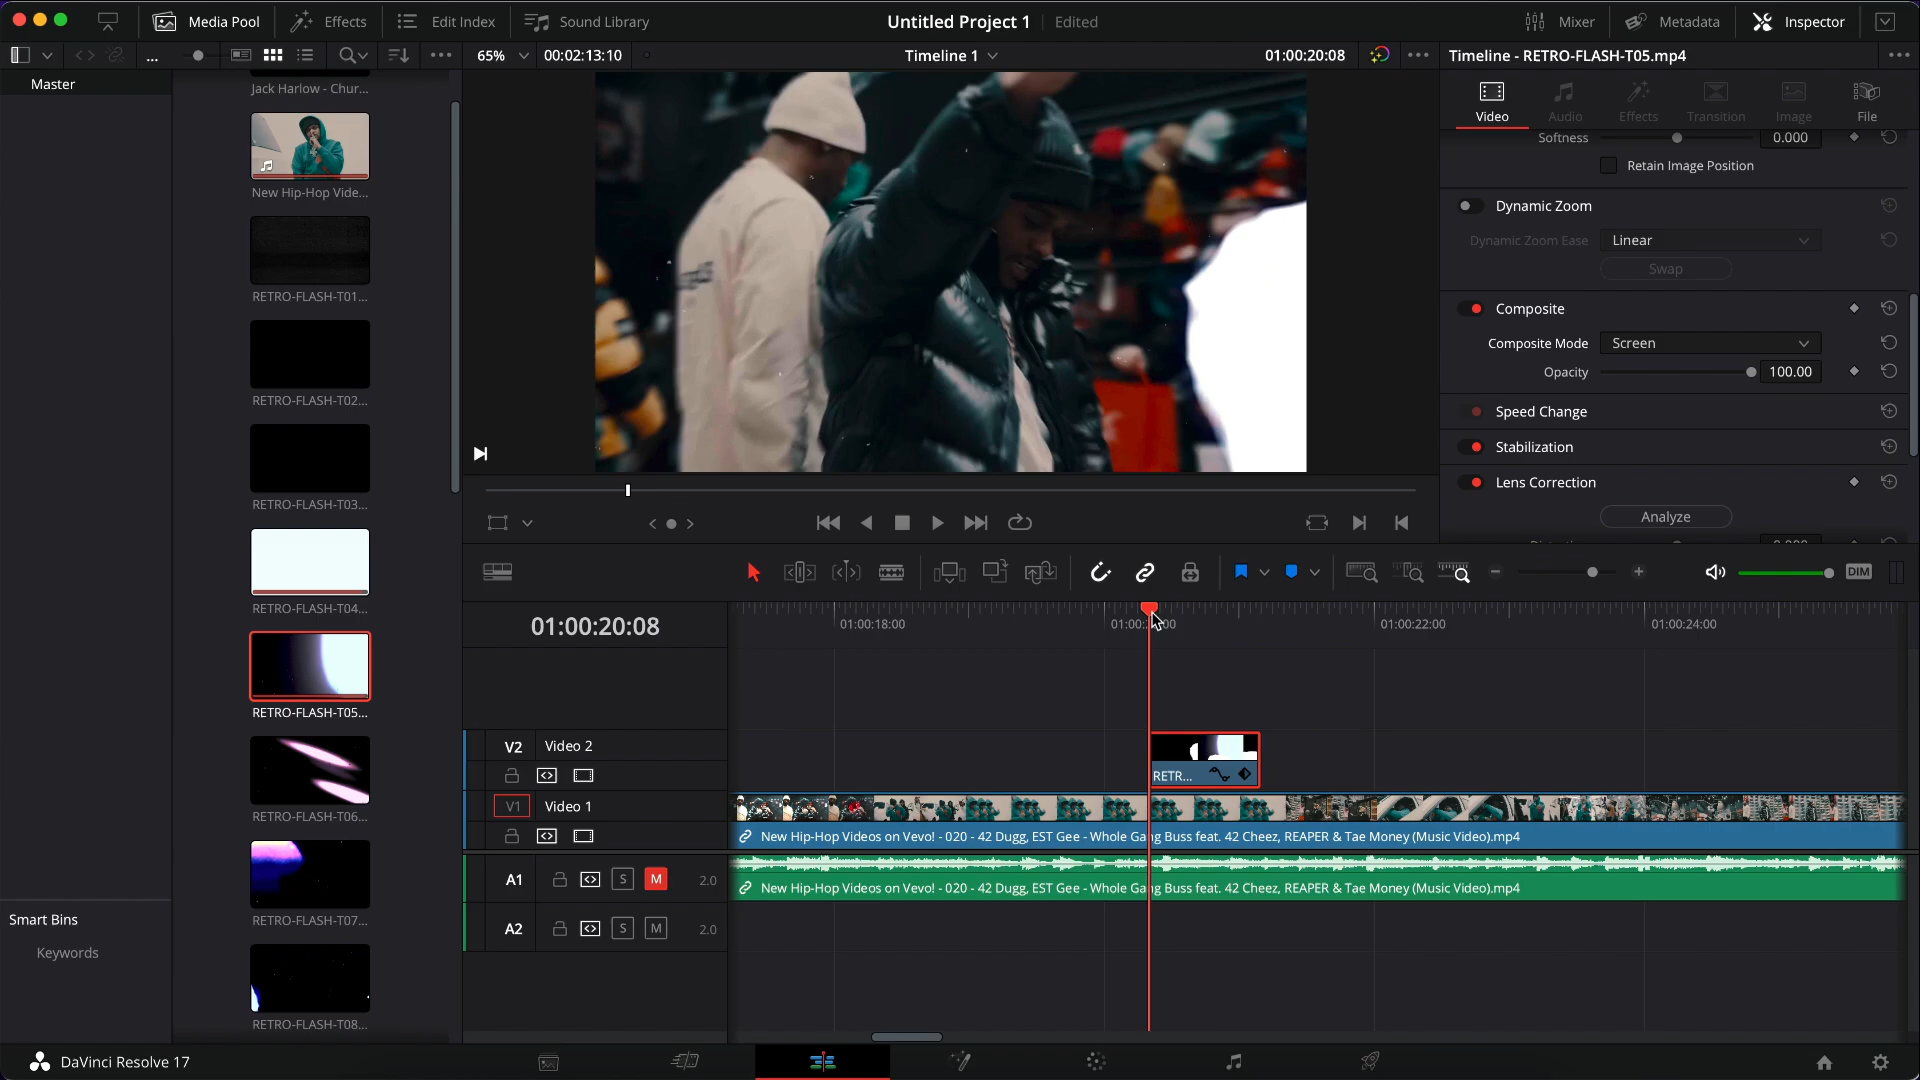 Media Pool
Effects
Edit Index
Sound Library
Untitled Project 1
Edited
Mixer
Metadata
Inspector
...
65%
00:02:13:10
Timeline 1
01:00:20:08
Timeline - RETRO-FLASH-T05.mp4
Master
Jack Harlow - Chur...
New Hip-Hop Vide...
RETRO-FLASH-T01...
RETRO-FLASH-T02...
RETRO-FLASH-T03...
RETRO-FLASH-T04...
RETRO-FLASH-T05...
RETRO-FLASH-T06...
RETRO-FLASH-T07...
RETRO-FLASH-T08...
Smart Bins
Keywords
Video
Audio
Effects
Transition
Image
File
Softness
0.000
Retain Image Position
Dynamic Zoom
Dynamic Zoom Ease
Linear
Swap
Composite
Composite Mode
Screen
Opacity
100.00
Speed Change
Stabilization
Lens Correction
Analyze
DIM
01:00:20:08
01:00:18:00
01:00:22:00
01:00:24:00
V2
Video 2
RETR...
V1
Video 1
New Hip-Hop Videos on Vevo! - 020 - 42 Dugg, EST Gee - Whole Gang Buss feat. 42 Cheez, REAPER & Tae Money (Music Video).mp4
A1
S
M
2.0
New Hip-Hop Videos on Vevo! - 020 - 42 Dugg, EST Gee - Whole Gang Buss feat. 42 Cheez, REAPER & Tae Money (Music Video).mp4
A2
S
M
2.0
DaVinci Resolve 17